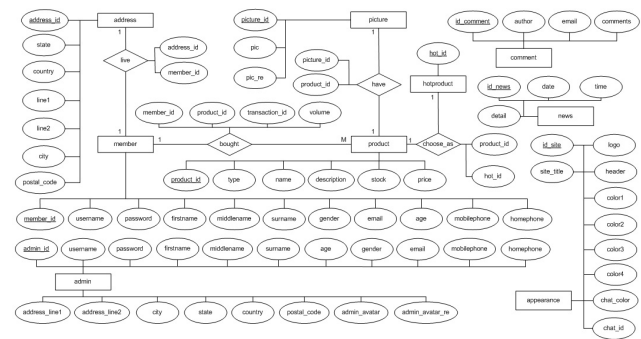 address_id
address
picture_id
picture
id_comment
author
email
comments
state
1
pic
1
hot_id
comment
live
address_id
member_id
country
pic_re
picture_id
product_id
have
hotproduct
id_news
date
time
line1
1
detail
news
line2
member_id
product_id
transaction_id
volume
1
1
city
member
1
bought
M
product
1
choose_as
product_id
id_site
logo
postal_code
product_id
type
name
description
stock
price
hot_id
site_title
header
color1
member_id
username
password
firstname
middlename
surname
gender
email
age
mobilephone
homephone
color2
admin_id
username
password
firstname
middlename
surname
age
gender
email
mobilephone
homephone
color3
color4
admin
appearance
chat_color
address_line1
address_line2
city
state
country
postal_code
admin_avatar
admin_avatar_re
chat_id